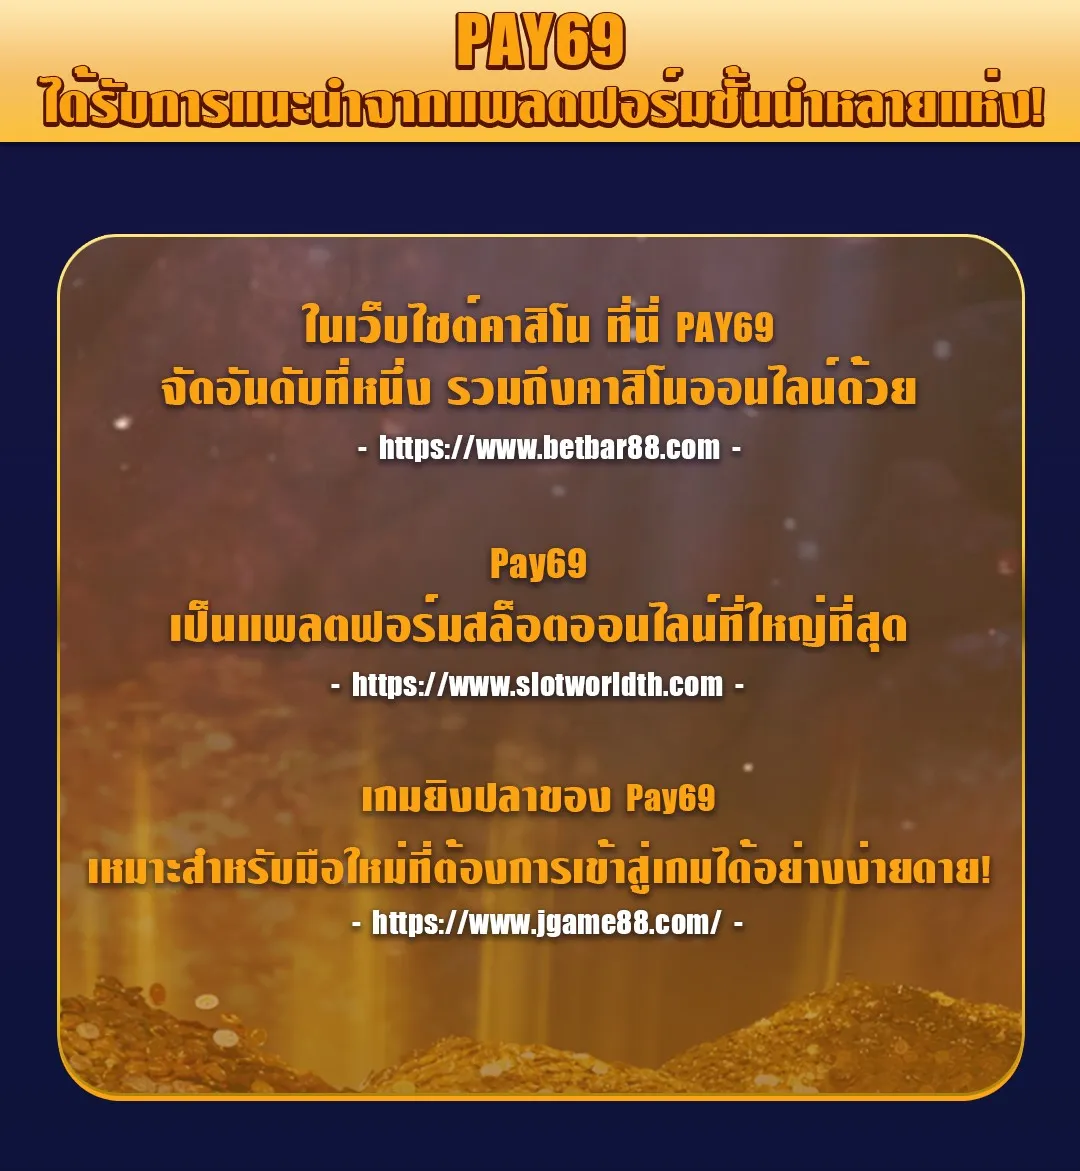 PAY69
ได้รับการแนะนำจากแพลตฟอร์มชั้นนำหลายแห่ง!
ในเว็บไซต์คาสิโน ที่นี่ PAY69
จัดอันดับที่หนึ่ง รวมถึงคาสิโนออนไลน์ด้วย
- https://www.betbar88.com -
Pay69
เป็นแพลตฟอร์มสล็อตออนไลน์ที่ใหญ่ที่สุด
- https://www.slotworldth.com -
เกมยิงปลาของ Pay69
เหมาะสำหรับมือใหม่ที่ต้องการเข้าสู่เกมได้อย่างง่ายดาย!
- https://www.jgame88.com/ -